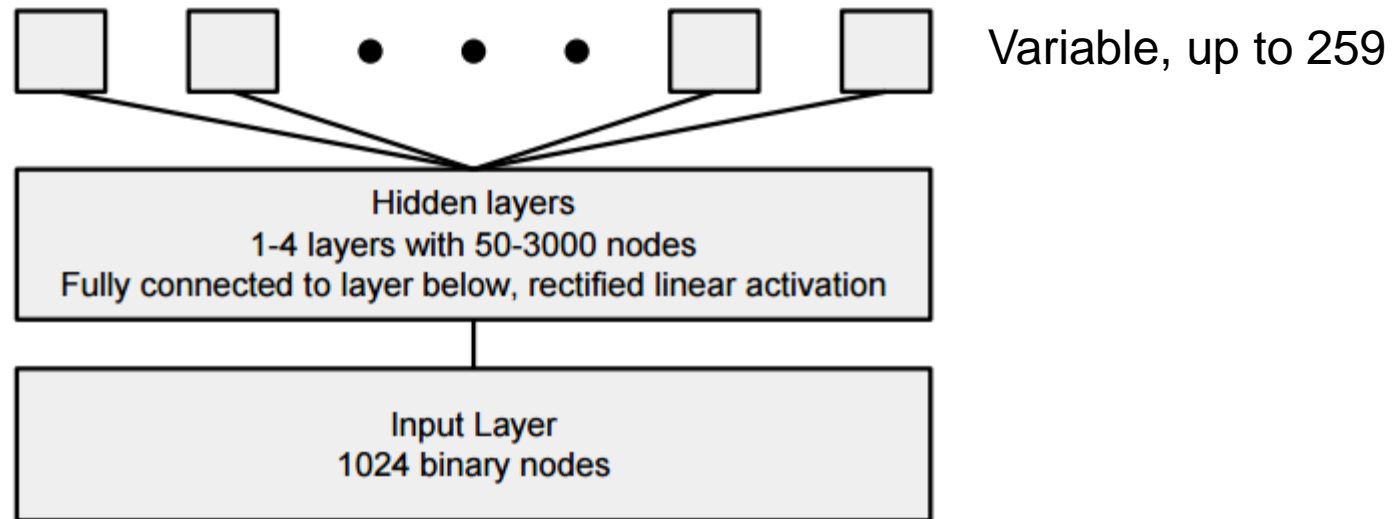 Variable, up to 259
Hidden layers
1-4 layers with 50-3000 nodes
Fully connected to layer below, rectified linear activation
Input Layer
1024 binary nodes